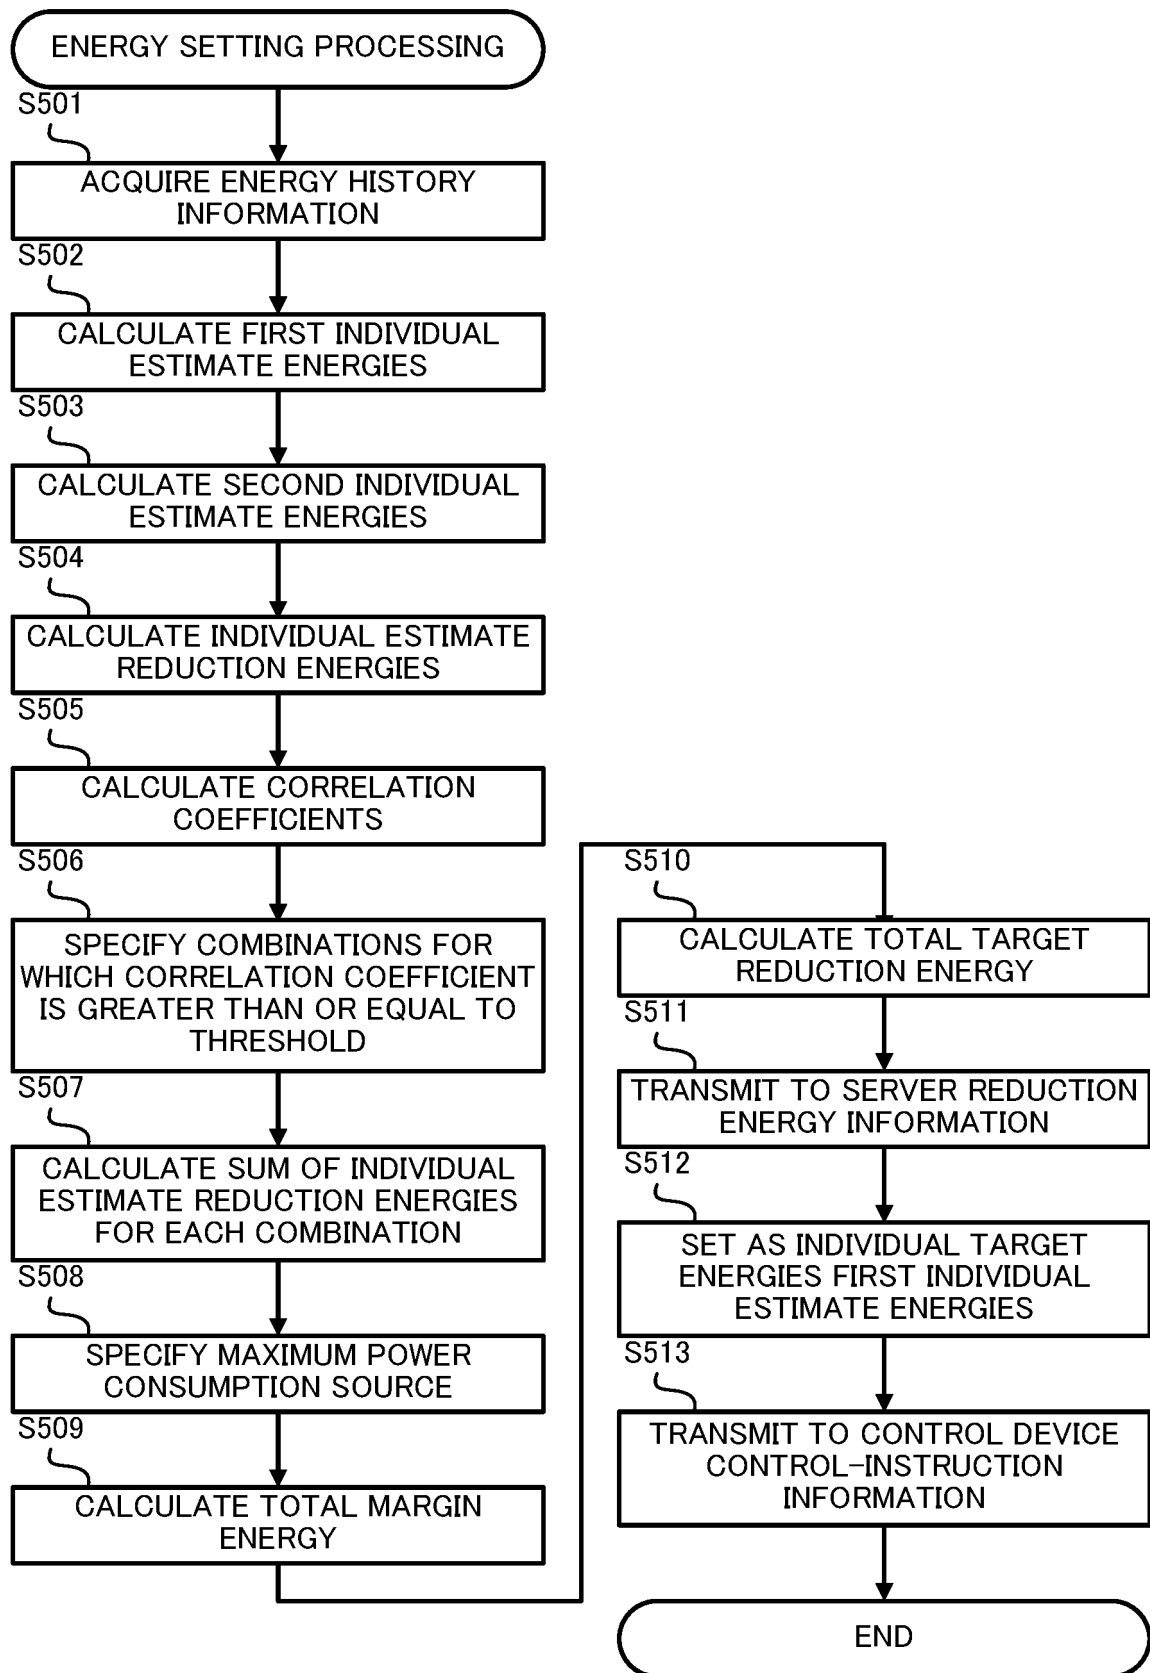 ENERGY SETTING PROCESSING
S501
ACQUIRE ENERGY HISTORY
INFORMATION
S502
CALCULATE FIRST INDIVIDUAL
ESTIMATE ENERGIES
S503
CALCULATE SECOND INDIVIDUAL
ESTIMATE ENERGIES
S504
CALCULATE INDIVIDUAL ESTIMATE
REDUCTION ENERGIES
S505
CALCULATE CORRELATION
COEFFICIENTS
S506
SPECIFY COMBINATIONS FOR
WHICH CORRELATION COEFFICIENT
IS GREATER THAN OR EQUAL TO
THRESHOLD
S507
CALCULATE SUM OF INDIVIDUAL
ESTIMATE REDUCTION ENERGIES
FOR EACH COMBINATION
S508
SPECIFY MAXIMUM POWER
CONSUMPTION SOURCE
S509
CALCULATE TOTAL MARGIN
ENERGY
S510
CALCULATE TOTAL TARGET
REDUCTION ENERGY
S511
TRANSMIT TO SERVER REDUCTION
ENERGY INFORMATION
S512
SET AS INDIVIDUAL TARGET
ENERGIES FIRST INDIVIDUAL
ESTIMATE ENERGIES
S513
TRANSMIT TO CONTROL DEVICE
CONTROL-INSTRUCTION
INFORMATION
END